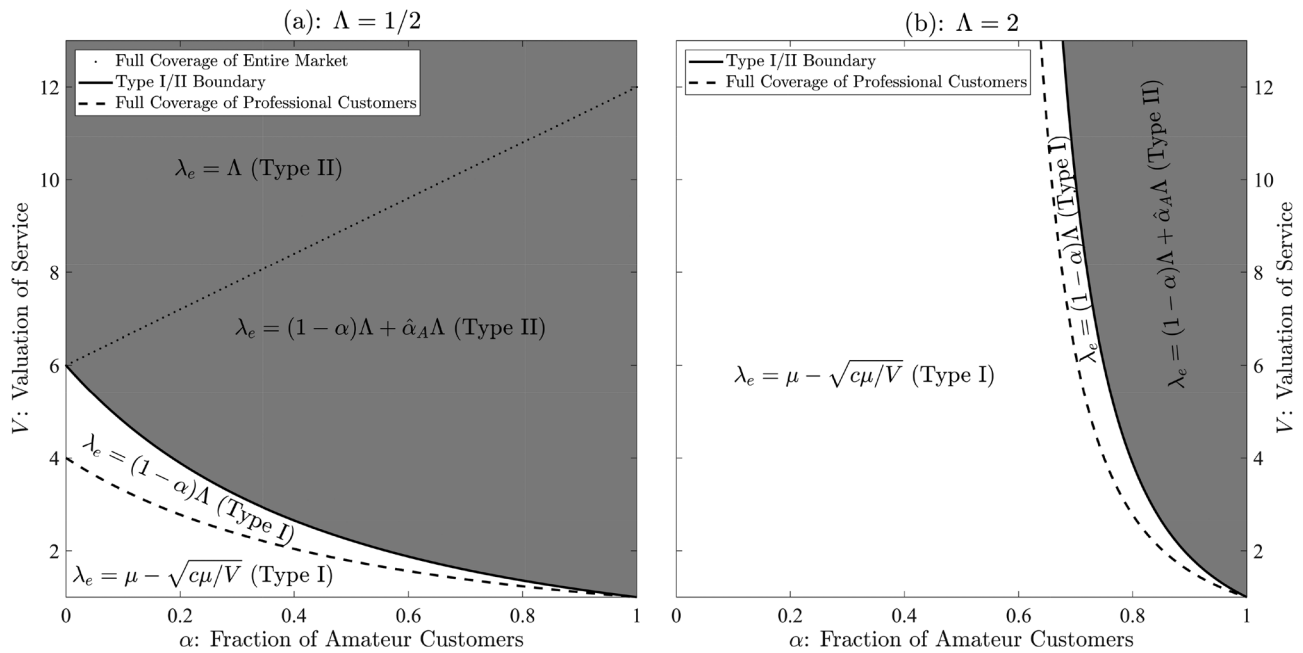 (a): Λ = 1/2
Full Coverage of Entire Market
Type I/II Boundary
Full Coverage of Professional Customers
λₑ = Λ (Type II)
λₑ = (1 − α)Λ + α̂_AΛ (Type II)
λₑ = (1 − α)Λ (Type I)
λₑ = μ − √(cμ/V) (Type I)
12
10
8
6
4
2
V: Valuation of Service
0 0.2 0.4 0.6 0.8 1
α: Fraction of Amateur Customers
(b): Λ = 2
Type I/II Boundary
Full Coverage of Professional Customers
λₑ = μ − √(cμ/V) (Type I)
λₑ = (1 − α)Λ (Type I)
λₑ = (1 − α)Λ + α̂_AΛ (Type II)
12
10
8
6
4
2
V: Valuation of Service
0 0.2 0.4 0.6 0.8 1
α: Fraction of Amateur Customers